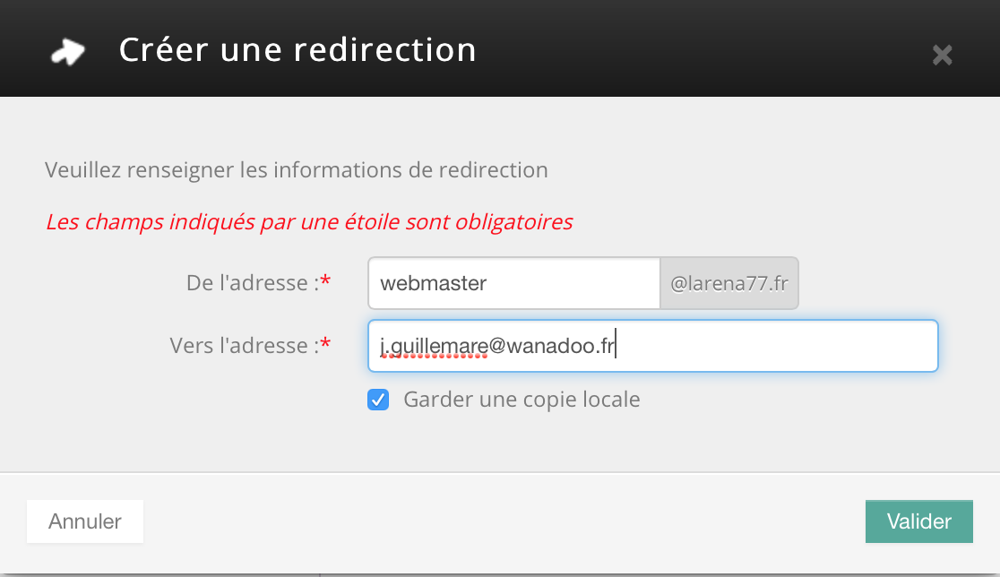 Créer une redirection
Veuillez renseigner les informations de redirection
Les champs indiqués par une étoile sont obligatoires
De l'adresse :* webmaster @larena77.fr
Vers l'adresse :* j.guillemare@wanadoo.fr
Garder une copie locale
Annuler Valider